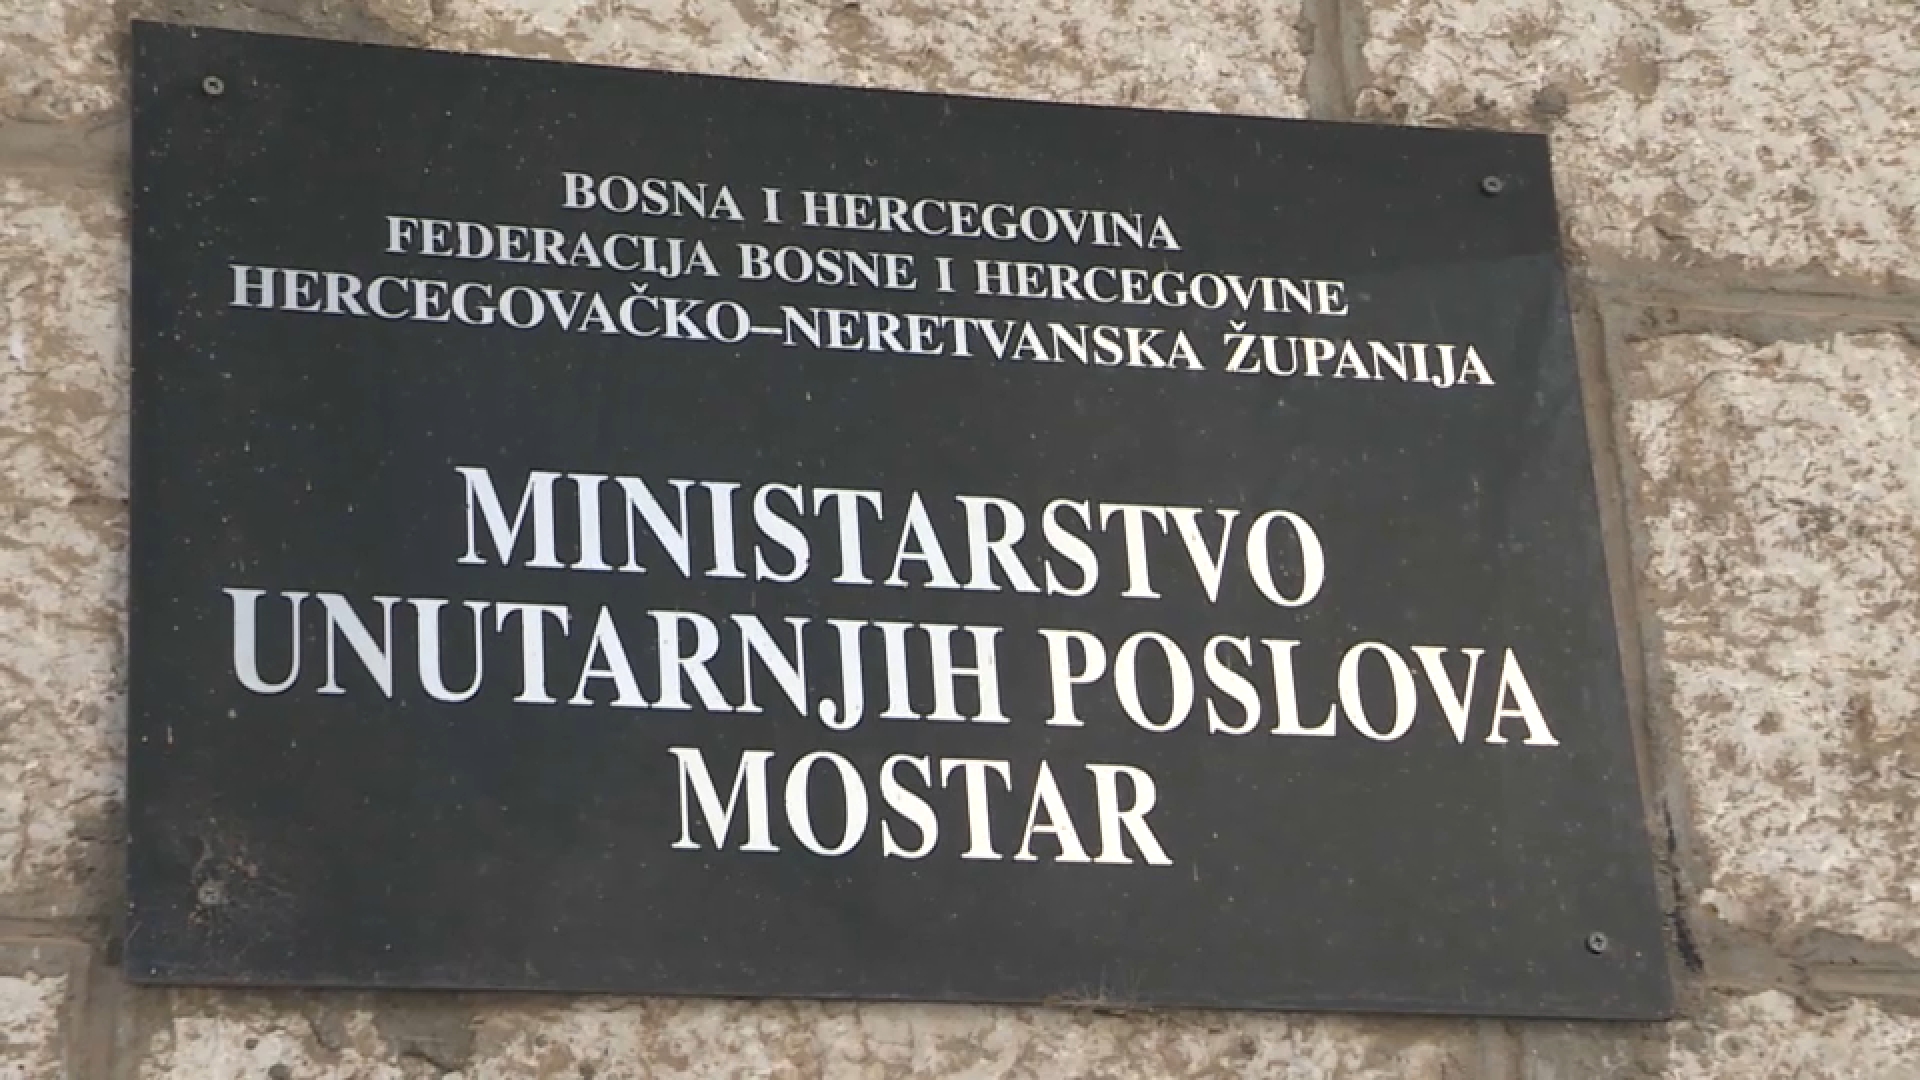 BOSNA I HERCEGOVINA
FEDERACIJA BOSNE I HERCEGOVINE
HERCEGOVAČKO–NERETVANSKA ŽUPANIJA
MINISTARSTVO
UNUTARNJIH POSLOVA
MOSTAR